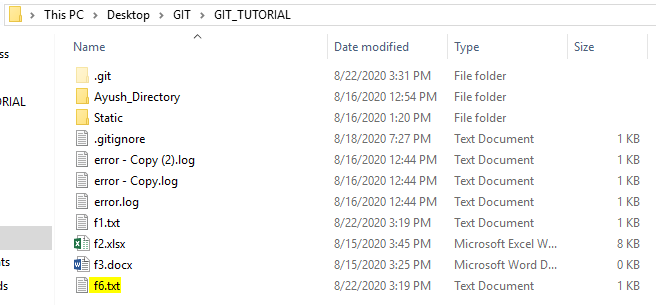 This PC > Desktop > GIT > GIT_TUTORIAL
Name Date modified Type Size
ss
.git 8/22/2020 3:31 PM File folder
RIAL Ayush_Directory 8/16/2020 12:54 PM File folder
Static 8/16/2020 1:20 PM File folder
.gitignore 8/18/2020 7:27 PM Text Document 1 KB
error - Copy (2).log 8/16/2020 12:44 PM Text Document 1 KB
error - Copy.log 8/16/2020 12:44 PM Text Document 1 KB
error.log 8/16/2020 12:44 PM Text Document 1 KB
f1.txt 8/22/2020 3:19 PM Text Document 1 KB
f2.xlsx 8/15/2020 3:45 PM Microsoft Excel W... 8 KB
nts f3.docx 8/15/2020 3:25 PM Microsoft Word D... 0 KB
ds f6.txt 8/22/2020 3:19 PM Text Document 1 KB